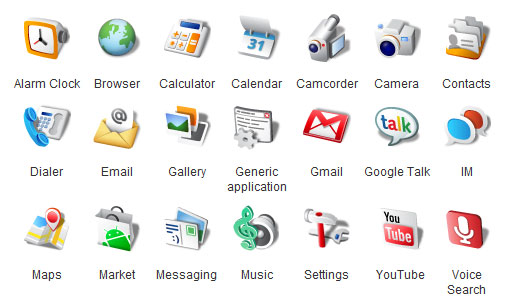 31
Alarm Clock Browser Calculator Calendar Camcorder Camera Contacts
talk
Dialer Email Gallery Generic application Gmail Google Talk IM
You
Tube
Maps Market Messaging Music Settings YouTube Voice Search